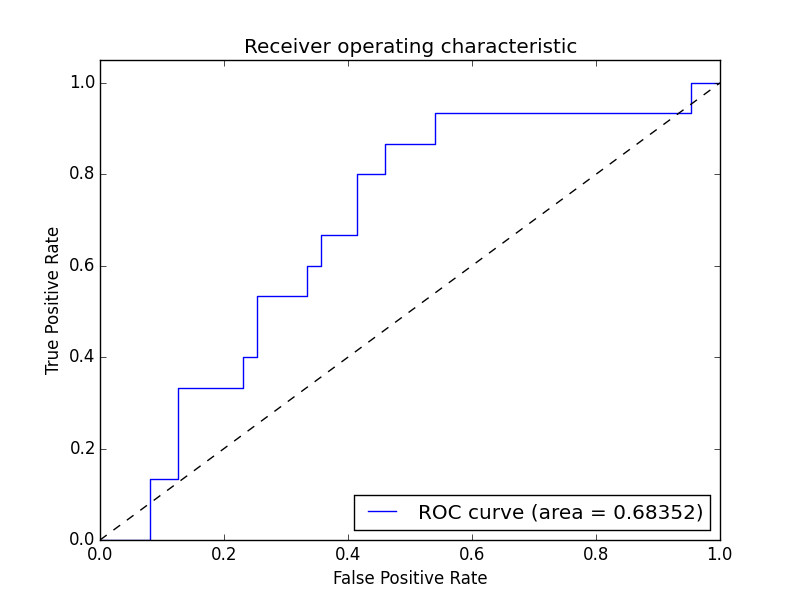 Receiver operating characteristic
1.0
0.8
0.6
0.4
0.2
0.0
True Positive Rate
ROC curve (area = 0.68352)
0.0 0.2 0.4 0.6 0.8 1.0
False Positive Rate